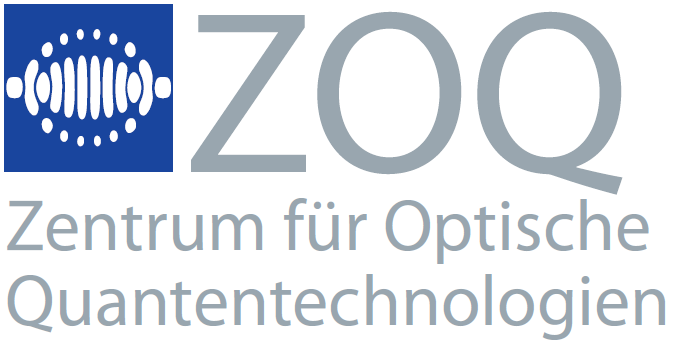 ZOQ
Zentrum für Optische
Quantentechnologien